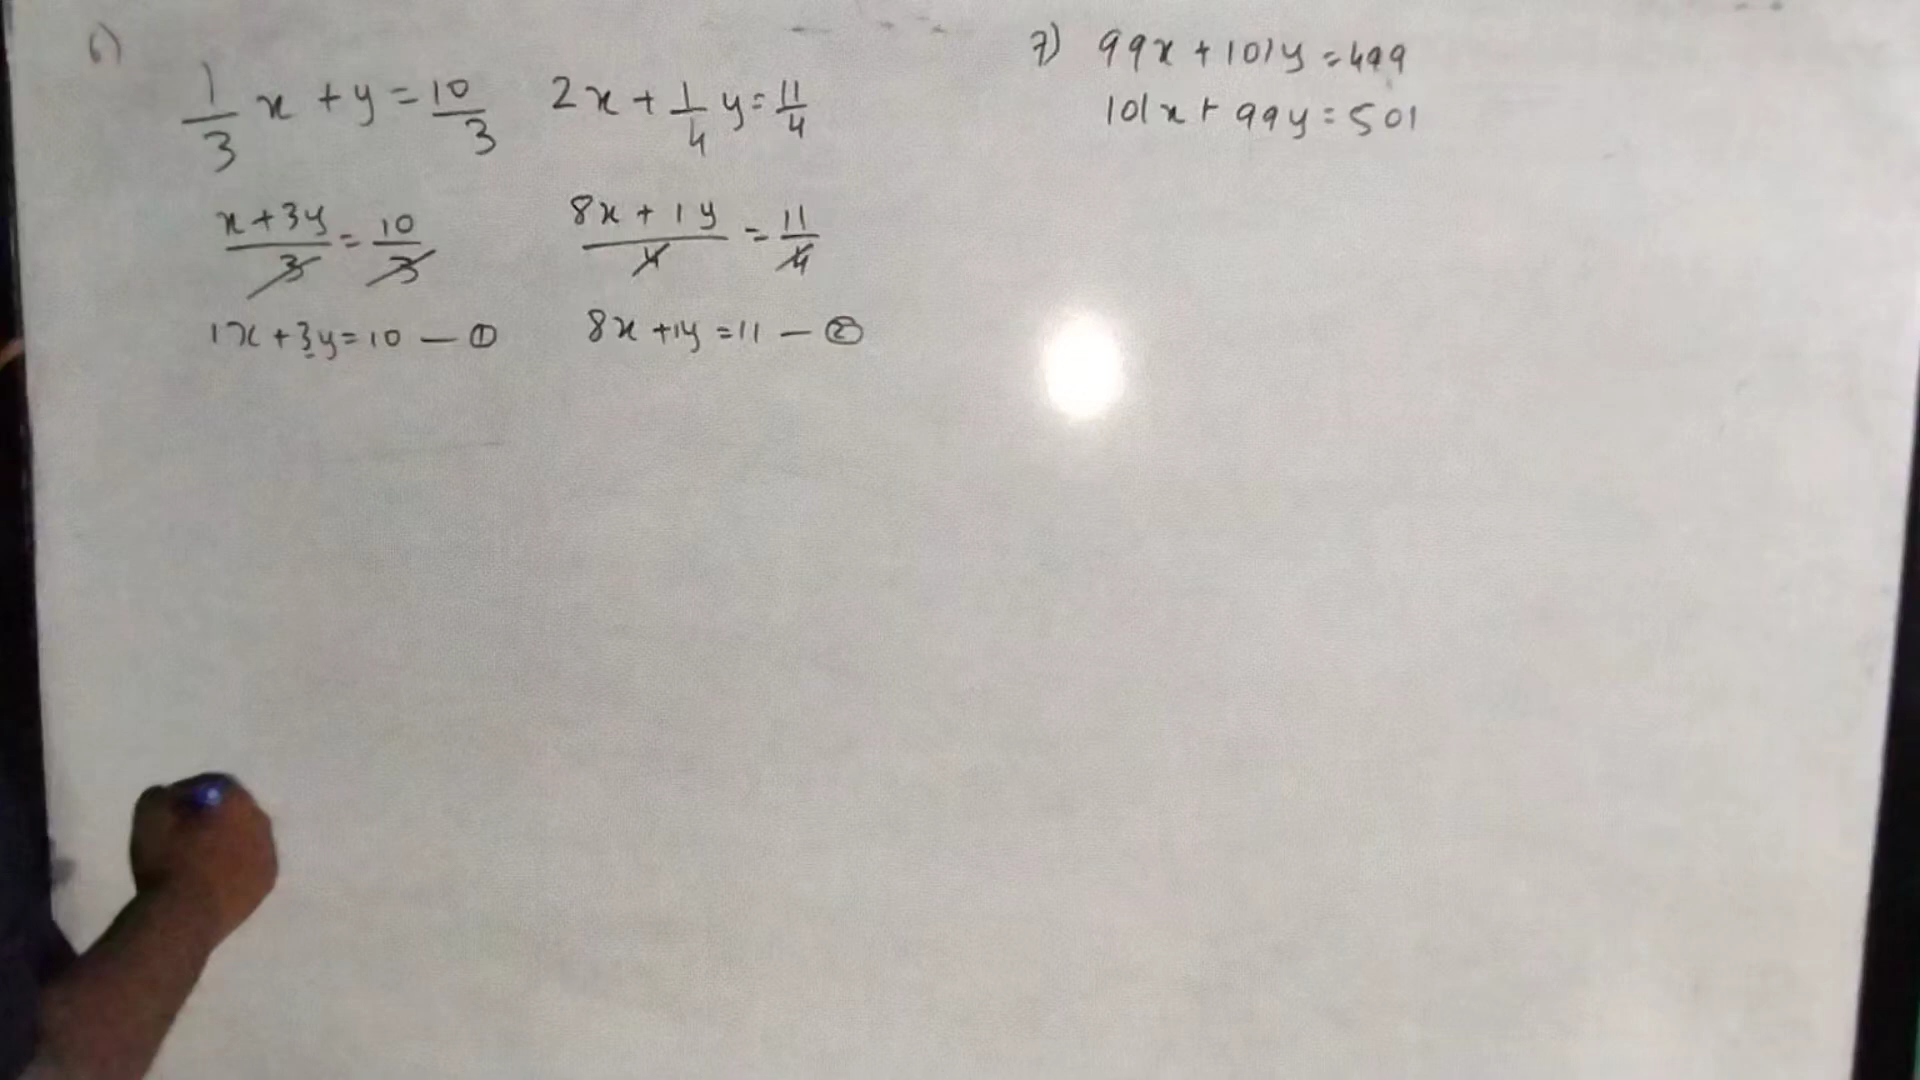 6)
1/3 x + y = 10/3   2x + 1/4 y = 11/4
x + 3y / 3 = 10/3   8x + 1y / 4 = 11/4
1x + 3y = 10 — ①   8x + 1y = 11 — ②
7) 99x + 101y = 499
101x + 99y = 501